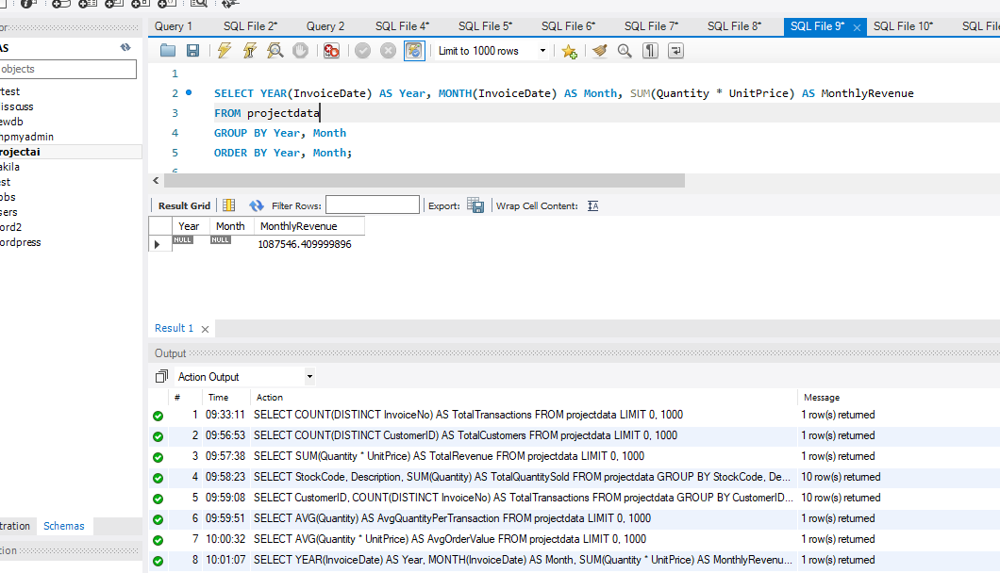 Query 1 SQL File 2* Query 2 SQL File 4* SQL File 5* SQL File 6* SQL File 7* SQL File 8* SQL File 9* SQL File 10* SQL File
AS
objects
test
iscuss
ewdb
hpmyadmin
rojectai
akila
est
obs
sers
ord2
ordpress
Limit to 1000 rows
1
2 SELECT YEAR(InvoiceDate) AS Year, MONTH(InvoiceDate) AS Month, SUM(Quantity * UnitPrice) AS MonthlyRevenue
3 FROM projectdata
4 GROUP BY Year, Month
5 ORDER BY Year, Month;
Result Grid Filter Rows: Export: Wrap Cell Content: IA
Year Month MonthlyRevenue
NULL NULL 1087546.409999896
Result 1
Output
Action Output
# Time Action Message
1 09:33:11 SELECT COUNT(DISTINCT InvoiceNo) AS TotalTransactions FROM projectdata LIMIT 0, 1000 1 row(s) returned
2 09:56:53 SELECT COUNT(DISTINCT CustomerID) AS TotalCustomers FROM projectdata LIMIT 0, 1000 1 row(s) returned
3 09:57:38 SELECT SUM(Quantity * UnitPrice) AS TotalRevenue FROM projectdata LIMIT 0, 1000 1 row(s) returned
4 09:58:23 SELECT StockCode, Description, SUM(Quantity) AS TotalQuantitySold FROM projectdata GROUP BY StockCode, De... 10 row(s) returned
5 09:59:08 SELECT CustomerID, COUNT(DISTINCT InvoiceNo) AS TotalTransactions FROM projectdata GROUP BY CustomerID... 10 row(s) returned
6 09:59:51 SELECT AVG(Quantity) AS AvgQuantityPerTransaction FROM projectdata LIMIT 0, 1000 1 row(s) returned
7 10:00:32 SELECT AVG(Quantity * UnitPrice) AS AvgOrderValue FROM projectdata LIMIT 0, 1000 1 row(s) returned
8 10:01:07 SELECT YEAR(InvoiceDate) AS Year, MONTH(InvoiceDate) AS Month, SUM(Quantity * UnitPrice) AS MonthlyRevenu... 1 row(s) returned
tration Schemas
tion